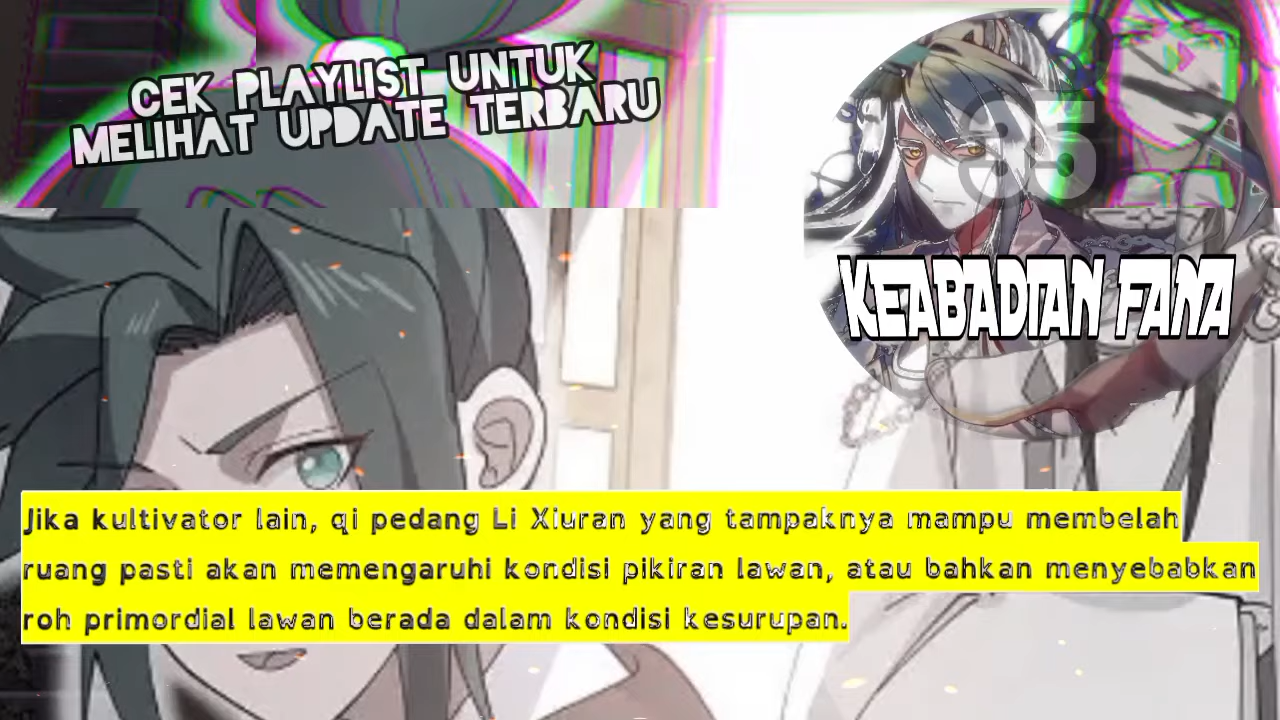 CEK PLAYLIST UNTUK
MELIHAT UPDATE TERBARU
35
KEABADIAN FANA
Jika kultivator lain, qi pedang Li Xiuran yang tampaknya mampu membelah
ruang pasti akan memengaruhi kondisi pikiran lawan, atau bahkan menyebabkan
roh primordial lawan berada dalam kondisi kesurupan.